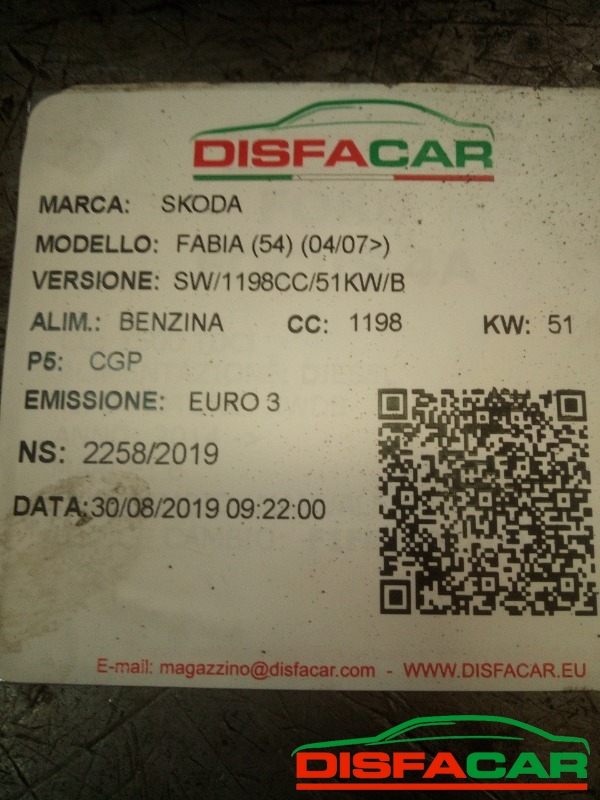 DISFACAR
MARCA: SKODA
MODELLO: FABIA (54) (04/07>)
VERSIONE: SW/1198CC/51KW/B
ALIM.: BENZINA CC: 1198 KW: 51
P5: CGP
EMISSIONE: EURO 3
NS: 2258/2019
DATA:30/08/2019 09:22:00
E-mail: magazzino@disfacar.com - WWW.DISFACAR.EU
DISFACAR